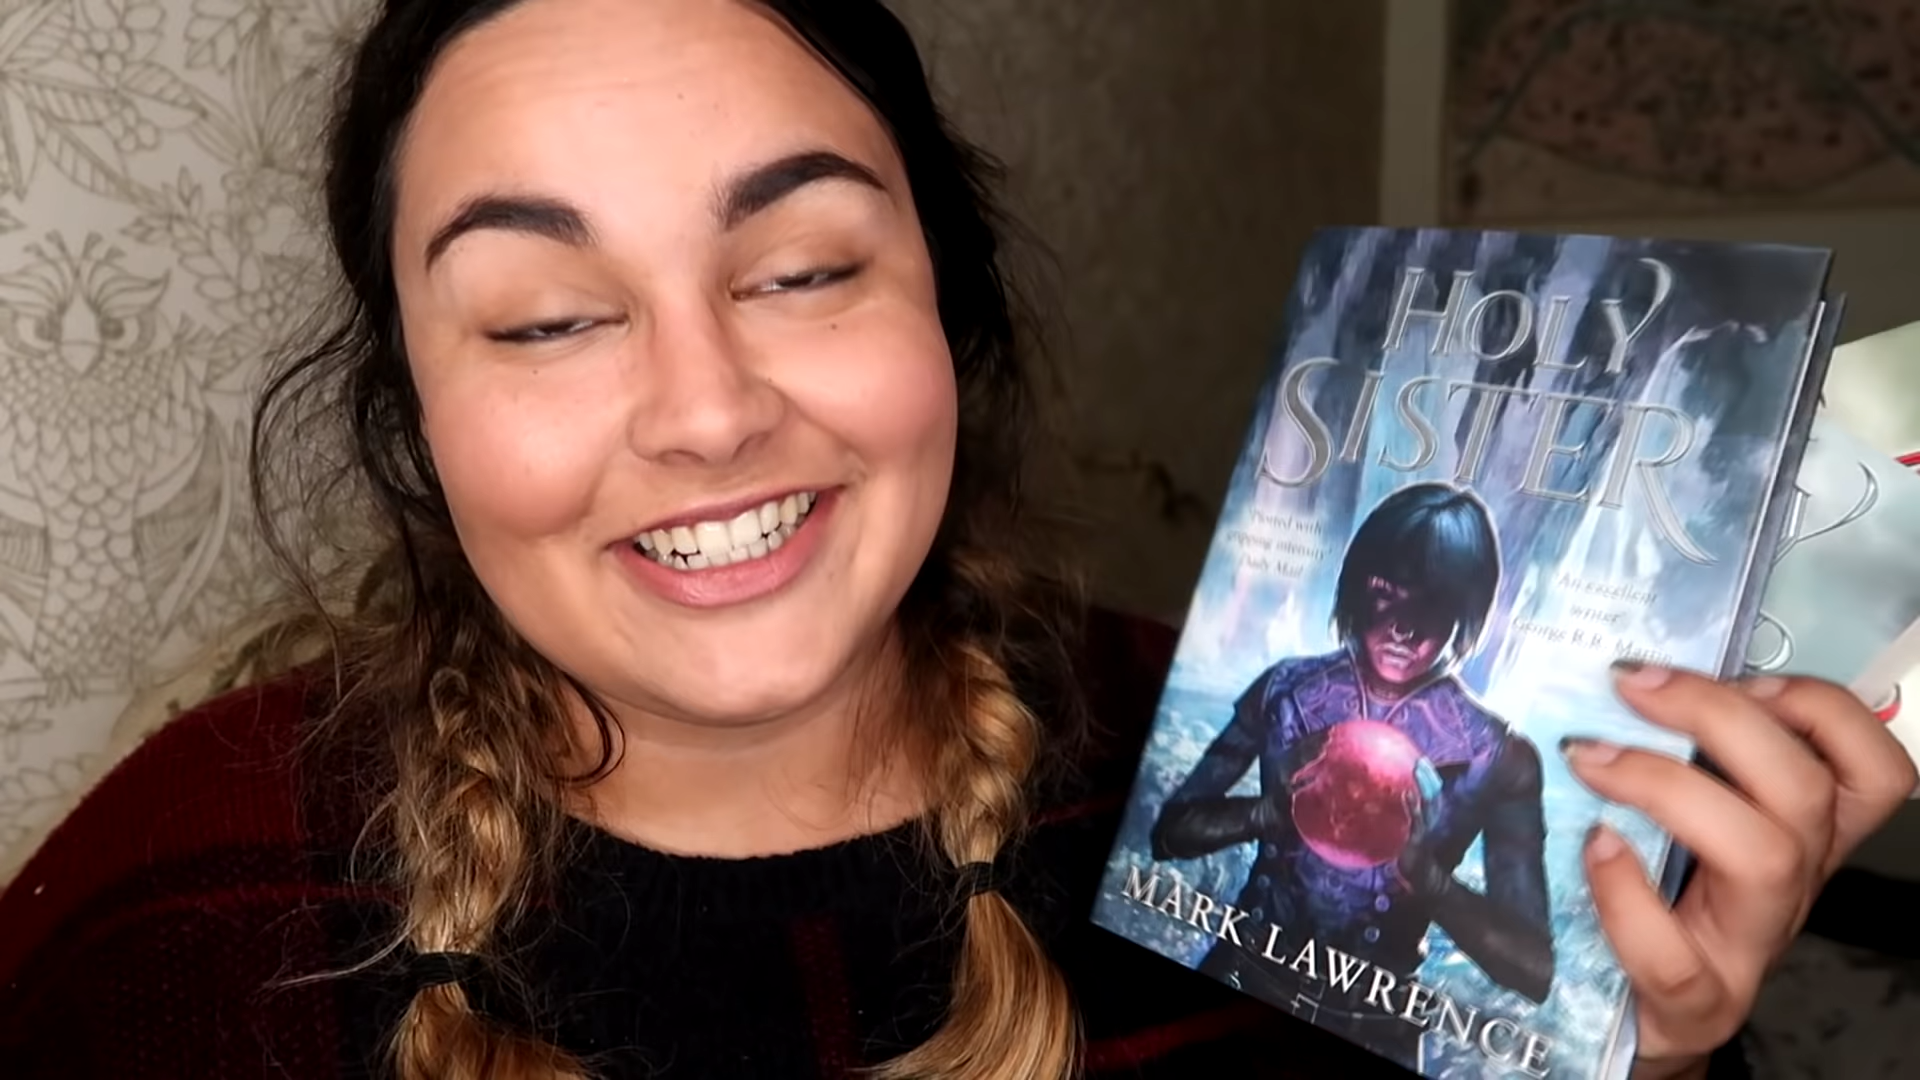 HOLY
SISTER
'Plotted with
gripping intensity'
Daily Mail
'An excellent
writer'
George R.R. Martin
MARK LAWRENCE